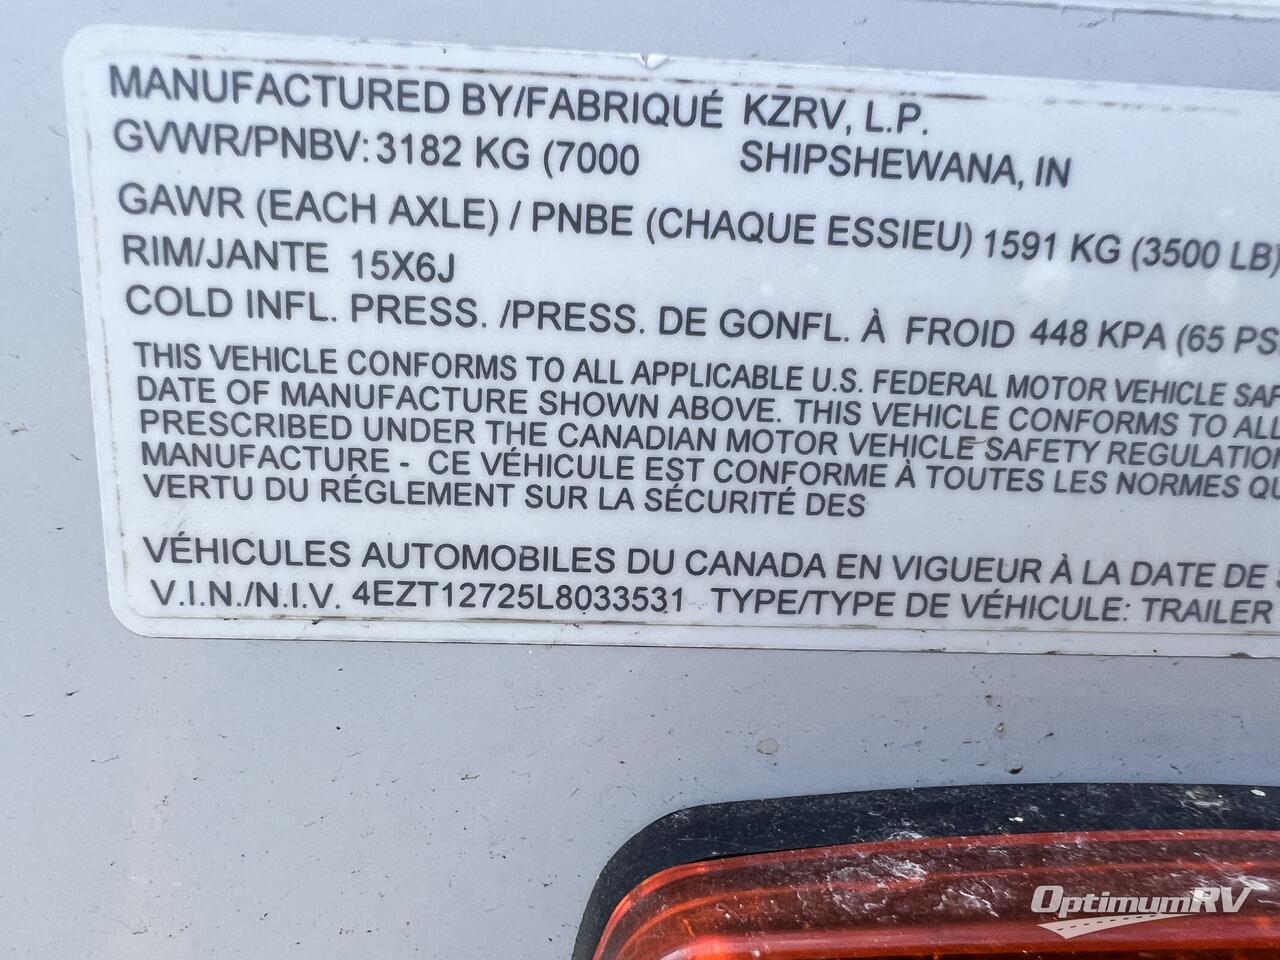 MANUFACTURED BY/FABRIQUÉ KZRV, L.P.
GVWR/PNBV: 3182 KG (7000 SHIPSHEWANA, IN
GAWR (EACH AXLE) / PNBE (CHAQUE ESSIEU) 1591 KG (3500 LB)
RIM/JANTE 15X6J
COLD INFL. PRESS. /PRESS. DE GONFL. À FROID 448 KPA (65 PS
THIS VEHICLE CONFORMS TO ALL APPLICABLE U.S. FEDERAL MOTOR VEHICLE SAF
DATE OF MANUFACTURE SHOWN ABOVE. THIS VEHICLE CONFORMS TO ALL
PRESCRIBED UNDER THE CANADIAN MOTOR VEHICLE SAFETY REGULATION
MANUFACTURE - CE VÉHICULE EST CONFORME À TOUTES LES NORMES QU
VERTU DU RÉGLEMENT SUR LA SÉCURITÉ DES
VÉHICULES AUTOMOBILES DU CANADA EN VIGUEUR À LA DATE DE
V.I.N./N.I.V. 4EZT12725L8033531 TYPE/TYPE DE VÉHICULE: TRAILER
OptimumRV